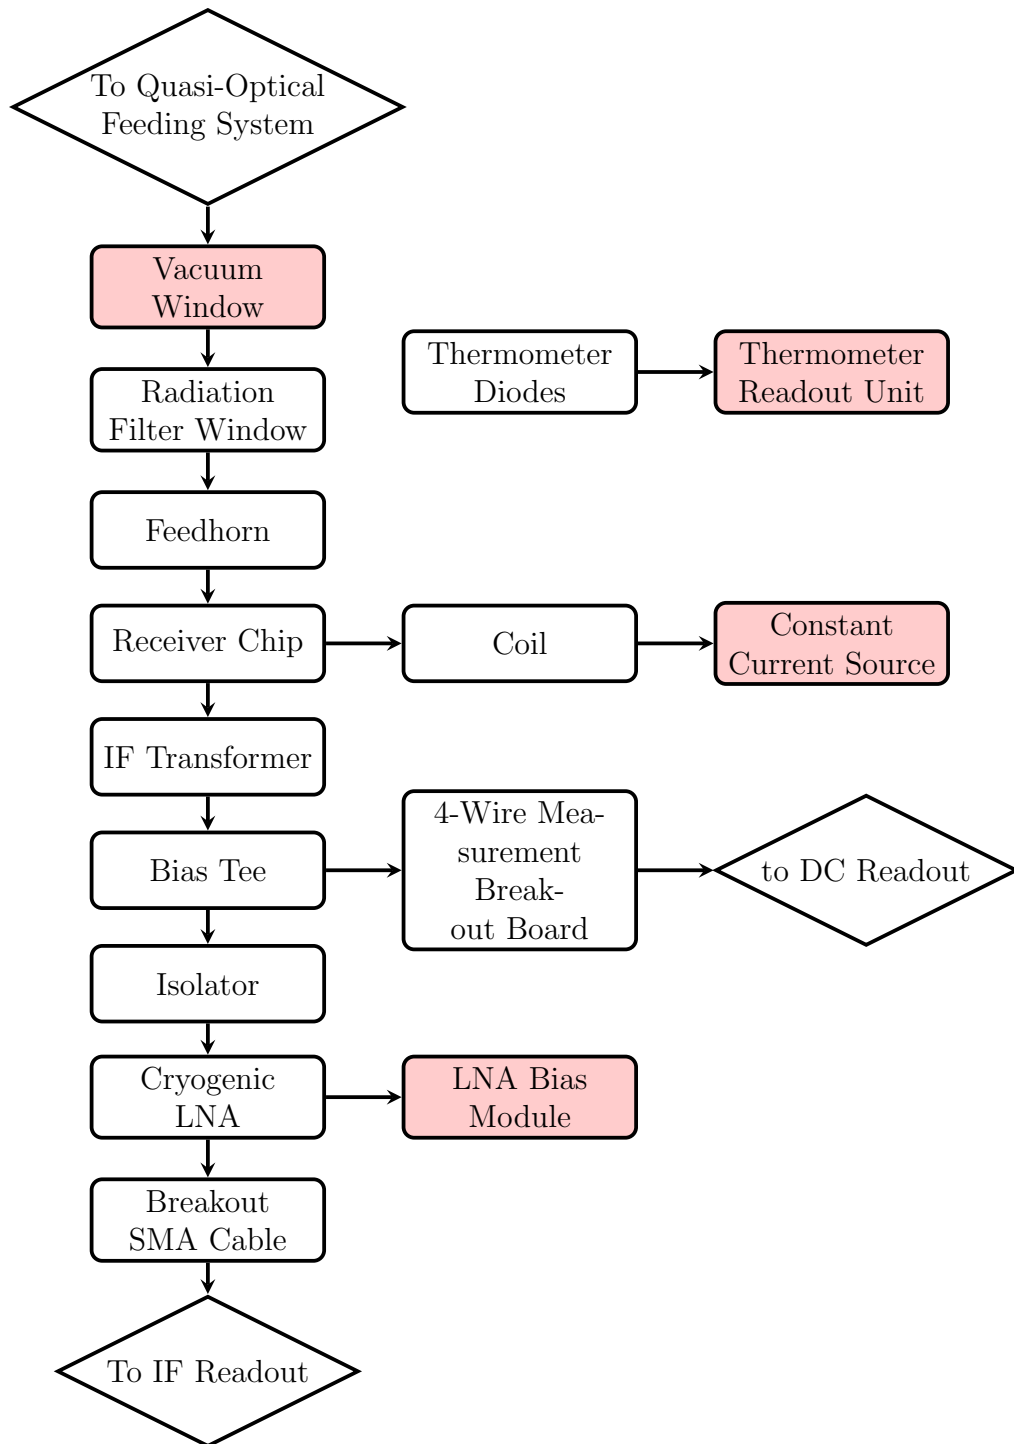 To Quasi-Optical
Feeding System
Vacuum
Window
Radiation
Filter Window
Thermometer
Diodes
Thermometer
Readout Unit
Feedhorn
Receiver Chip
Coil
Constant
Current Source
IF Transformer
Bias Tee
4-Wire Mea-
surement
Break-
out Board
to DC Readout
Isolator
Cryogenic
LNA
LNA Bias
Module
Breakout
SMA Cable
To IF Readout